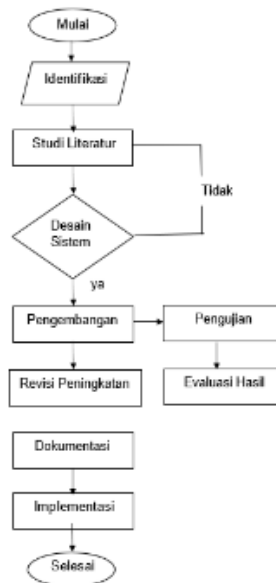 Mulai
Identifikasi
Studi Literatur
Tidak
Desain
Sistem
ya
Pengembangan
Pengujian
Revisi Peningkatan
Evaluasi Hasil
Dokumentasi
Implementasi
Selesai